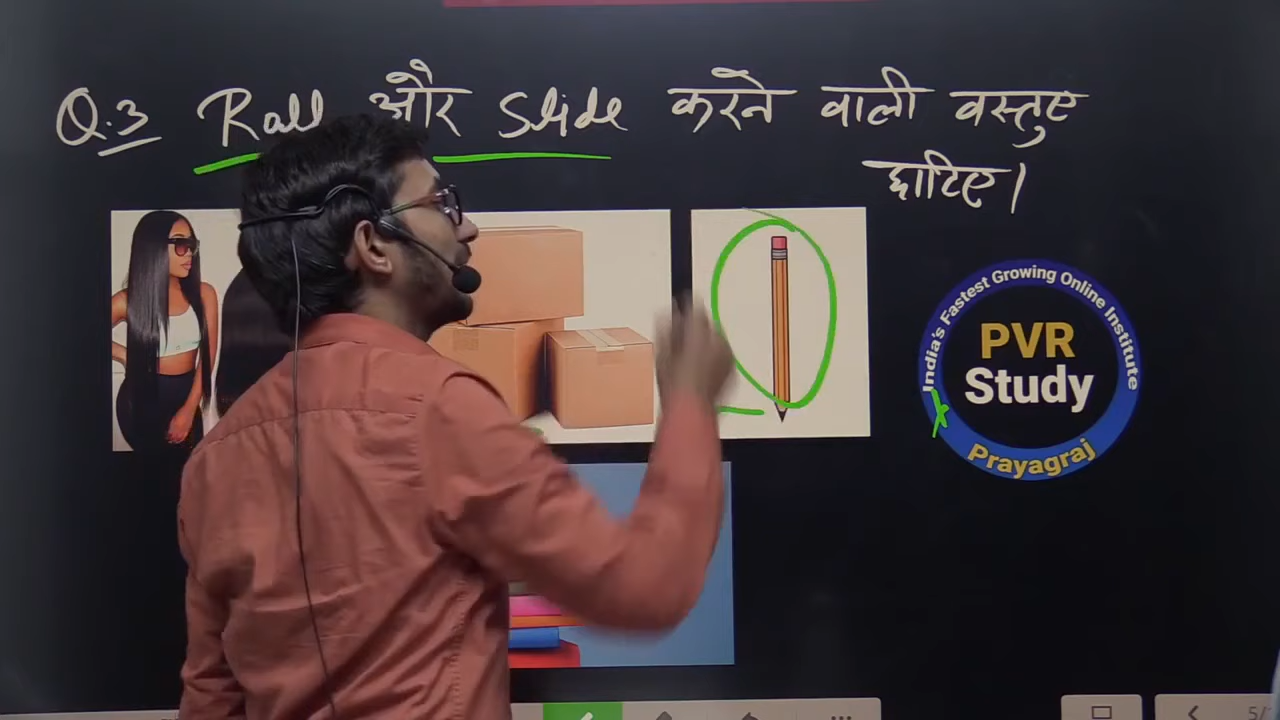 Q.3 Roll और Slide करने वाली वस्तुए
छाटिए।
India's Fastest Growing Online Institute
PVR
Study
Prayagraj